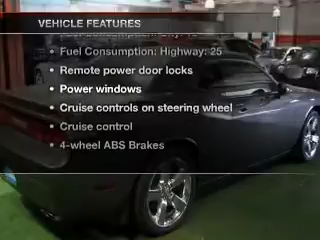 VEHICLE FEATURES
Fuel Consumption: Highway: 25
Remote power door locks
Power windows
Cruise controls on steering wheel
Cruise control
4-wheel ABS Brakes